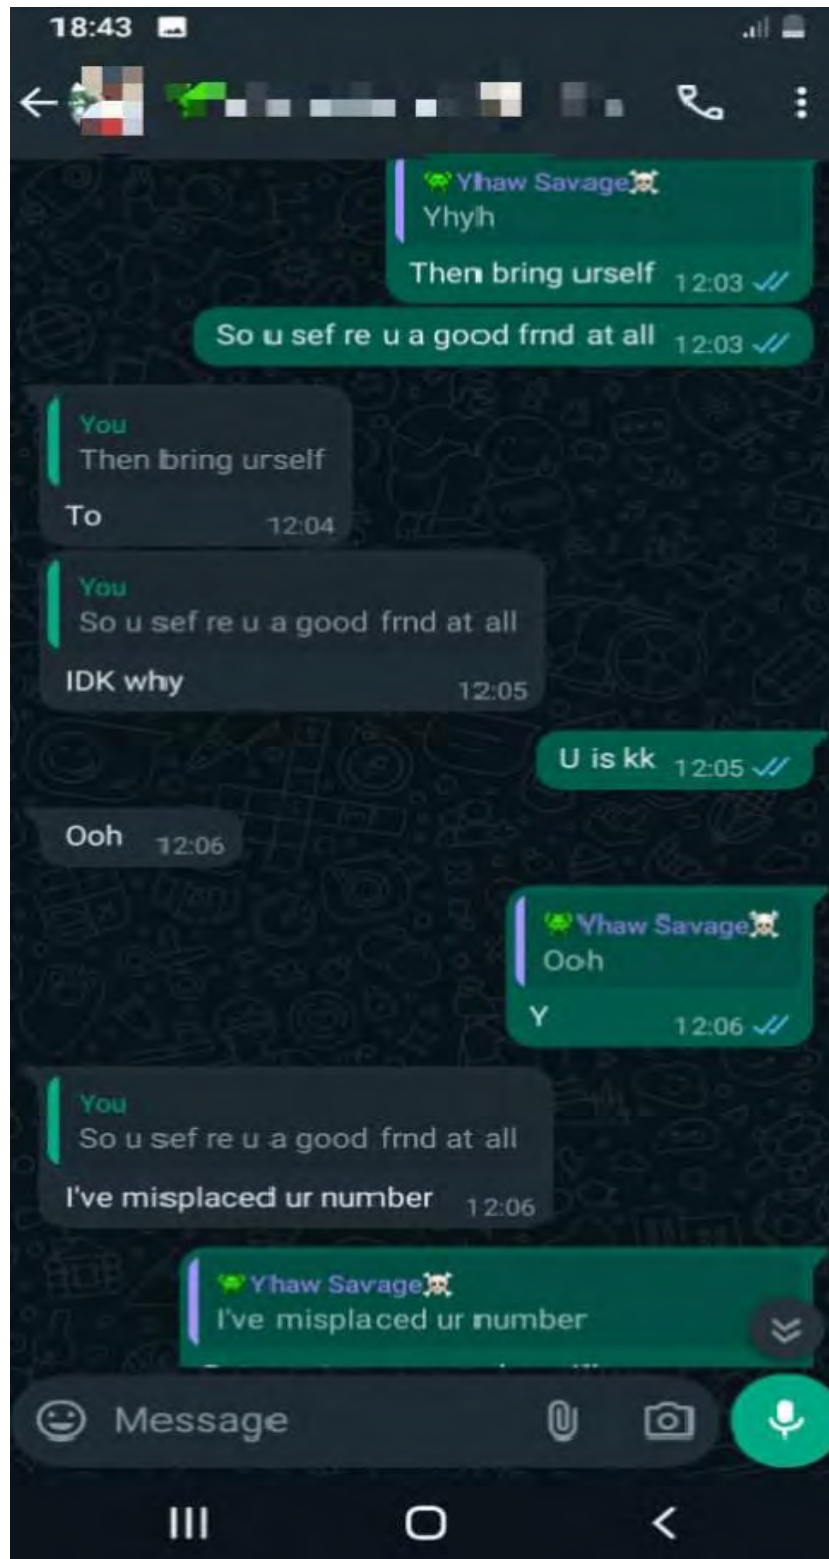 18:43
👾Yhaw Savage☠️
Yhyh
Then bring urself 12:03
So u sef re u a good frnd at all 12:03
You
Then bring urself
To 12:04
You
So u sef re u a good frnd at all
IDK why 12:05
U is kk 12:05
Ooh 12:06
👾Yhaw Savage☠️
Ooh
Y 12:06
You
So u sef re u a good frnd at all
I've misplaced ur number 12:06
👾Yhaw Savage☠️
I've misplaced ur number
Message